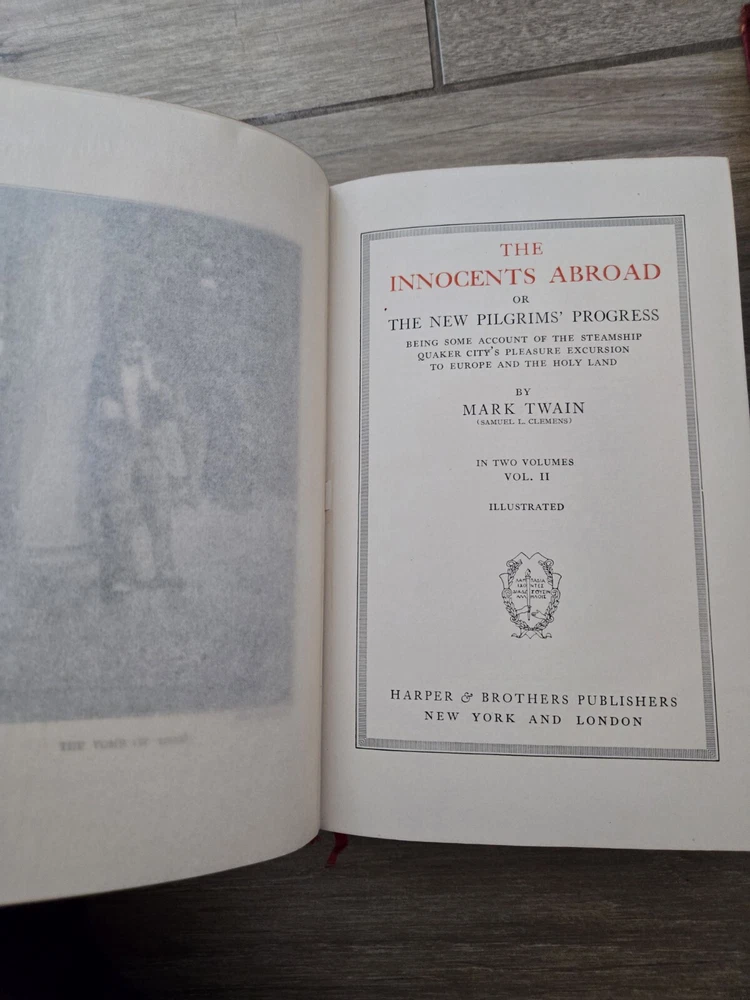 THE
INNOCENTS ABROAD
OR
THE NEW PILGRIMS' PROGRESS
BEING SOME ACCOUNT OF THE STEAMSHIP
QUAKER CITY'S PLEASURE EXCURSION
TO EUROPE AND THE HOLY LAND
BY
MARK TWAIN
(SAMUEL L. CLEMENS)
IN TWO VOLUMES
VOL. II
ILLUSTRATED
HARPER & BROTHERS PUBLISHERS
NEW YORK AND LONDON